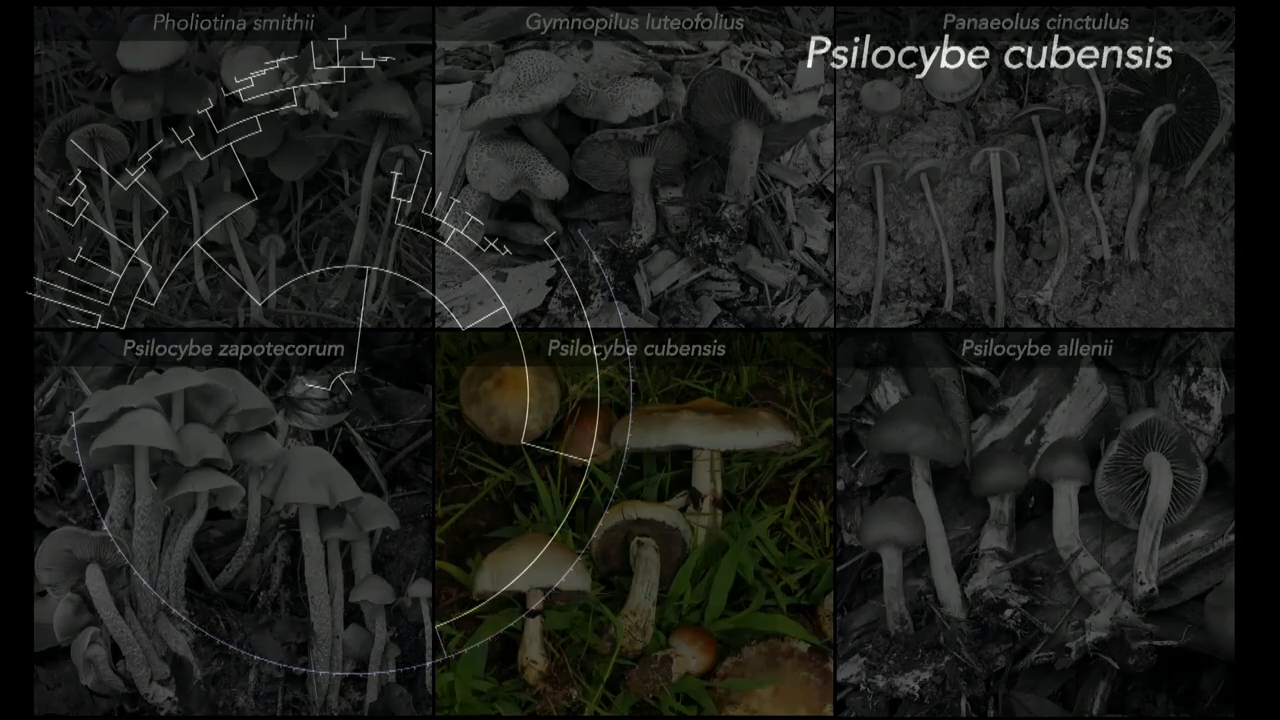 Pholiotina smithii
Gymnopilus luteofolius
Panaeolus cinctulus
Psilocybe cubensis
Psilocybe zapotecorum
Psilocybe cubensis
Psilocybe allenii